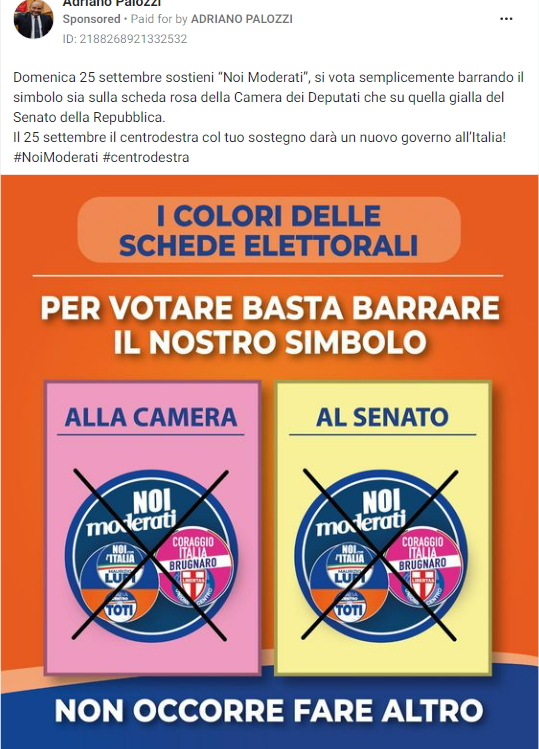 Adriano Palozzi
Sponsored • Paid for by ADRIANO PALOZZI
ID: 2188268921332532
Domenica 25 settembre sostieni “Noi Moderati”, si vota semplicemente barrando il
simbolo sia sulla scheda rosa della Camera dei Deputati che su quella gialla del
Senato della Repubblica.
Il 25 settembre il centrodestra col tuo sostegno darà un nuovo governo all’Italia!
#NoiModerati #centrodestra
I COLORI DELLE
SCHEDE ELETTORALI
PER VOTARE BASTA BARRARE
IL NOSTRO SIMBOLO
ALLA CAMERA
NOI
moderati
NOI CON
l'ITALIA
MAURIZIO
LUPI
TOTI
CORAGGIO
ITALIA
BRUGNARO
LIBERTAS
AL SENATO
NOI
moderati
NOI CON
l'ITALIA
MAURIZIO
LUPI
TOTI
CORAGGIO
ITALIA
BRUGNARO
LIBERTAS
NON OCCORRE FARE ALTRO